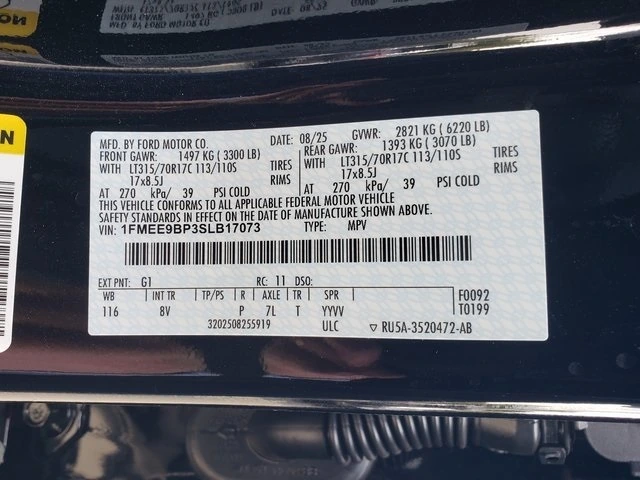 MFD. BY FORD MOTOR CO.
DATE: 08/25 GVWR: 2821 KG ( 6220 LB)
FRONT GAWR: 1497 KG ( 3300 LB) REAR GAWR: 1393 KG ( 3070 LB)
LT315/70R17C 113/110S TIRES LT315/70R17C 113/110S TIRES
17x8.5J RIMS 17x8.5J RIMS
AT 270 kPa/ 39 PSI COLD AT 270 kPa/ 39 PSI COLD
THIS VEHICLE CONFORMS TO ALL APPLICABLE FEDERAL MOTOR VEHICLE
SAFETY STANDARDS IN EFFECT ON THE DATE OF MANUFACTURE SHOWN ABOVE.
VIN: 1FMEE9BP3SLB17073 TYPE: MPV
EXT PNT: G1 RC: 11 DSO:
WB INT TR TP/PS R AXLE TR SPR
116 8V P 7L T YYVV
F0092
T0199
3202508255919 ULC ▽ RU5A-3520472-AB